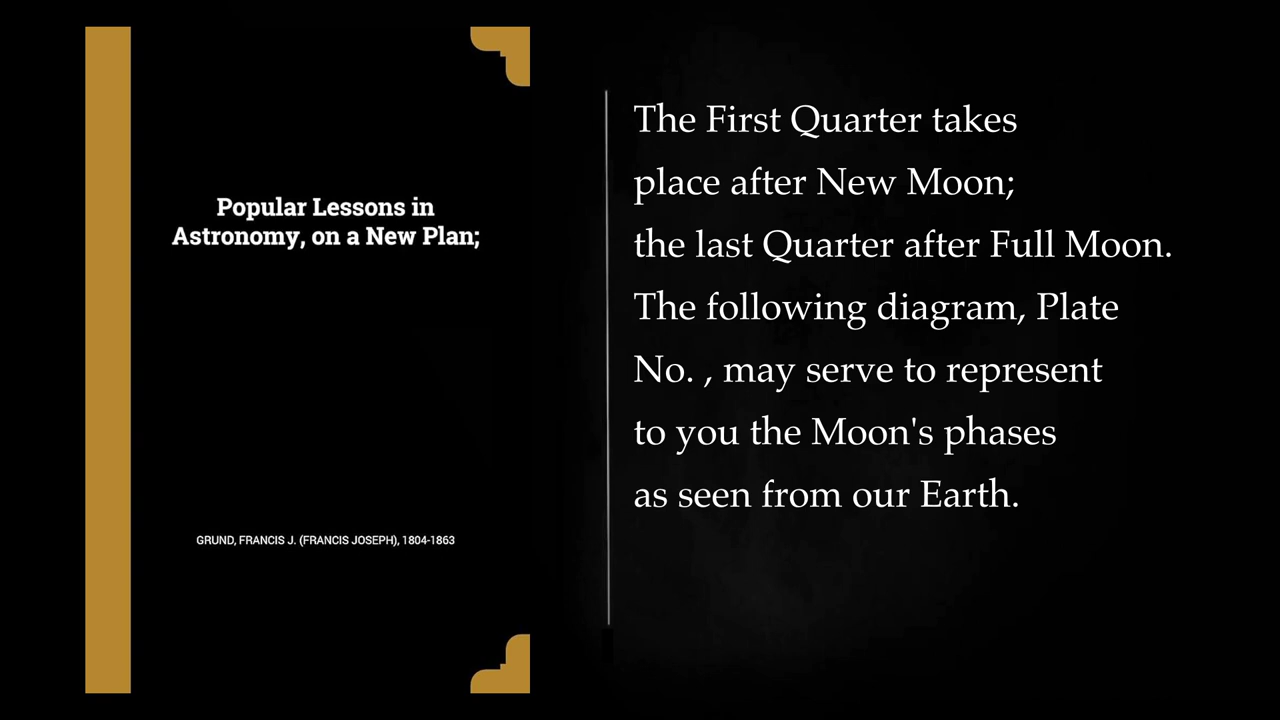 Popular Lessons in
Astronomy, on a New Plan;
GRUND, FRANCIS J. (FRANCIS JOSEPH), 1804-1863
The First Quarter takes
place after New Moon;
the last Quarter after Full Moon.
The following diagram, Plate
No. , may serve to represent
to you the Moon's phases
as seen from our Earth.